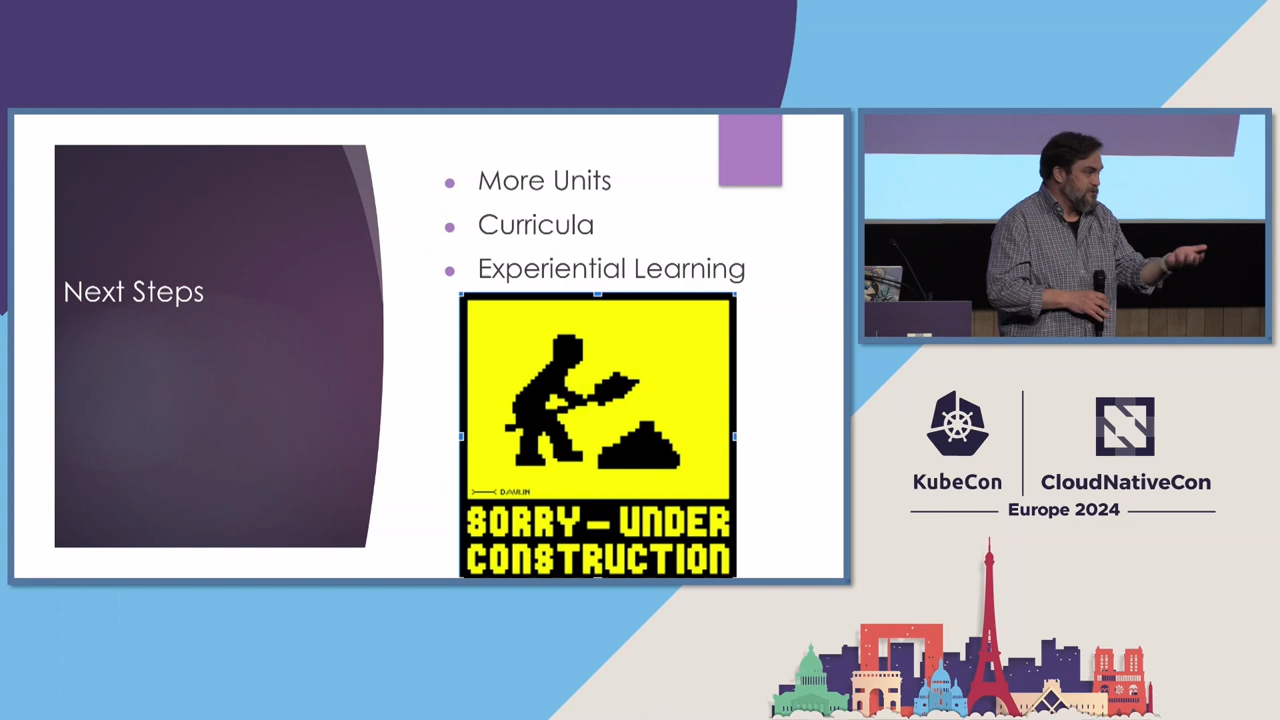 Next Steps
More Units
Curricula
Experiential Learning
SORRY — UNDER
CONSTRUCTION
KubeCon
CloudNativeCon
Europe 2024